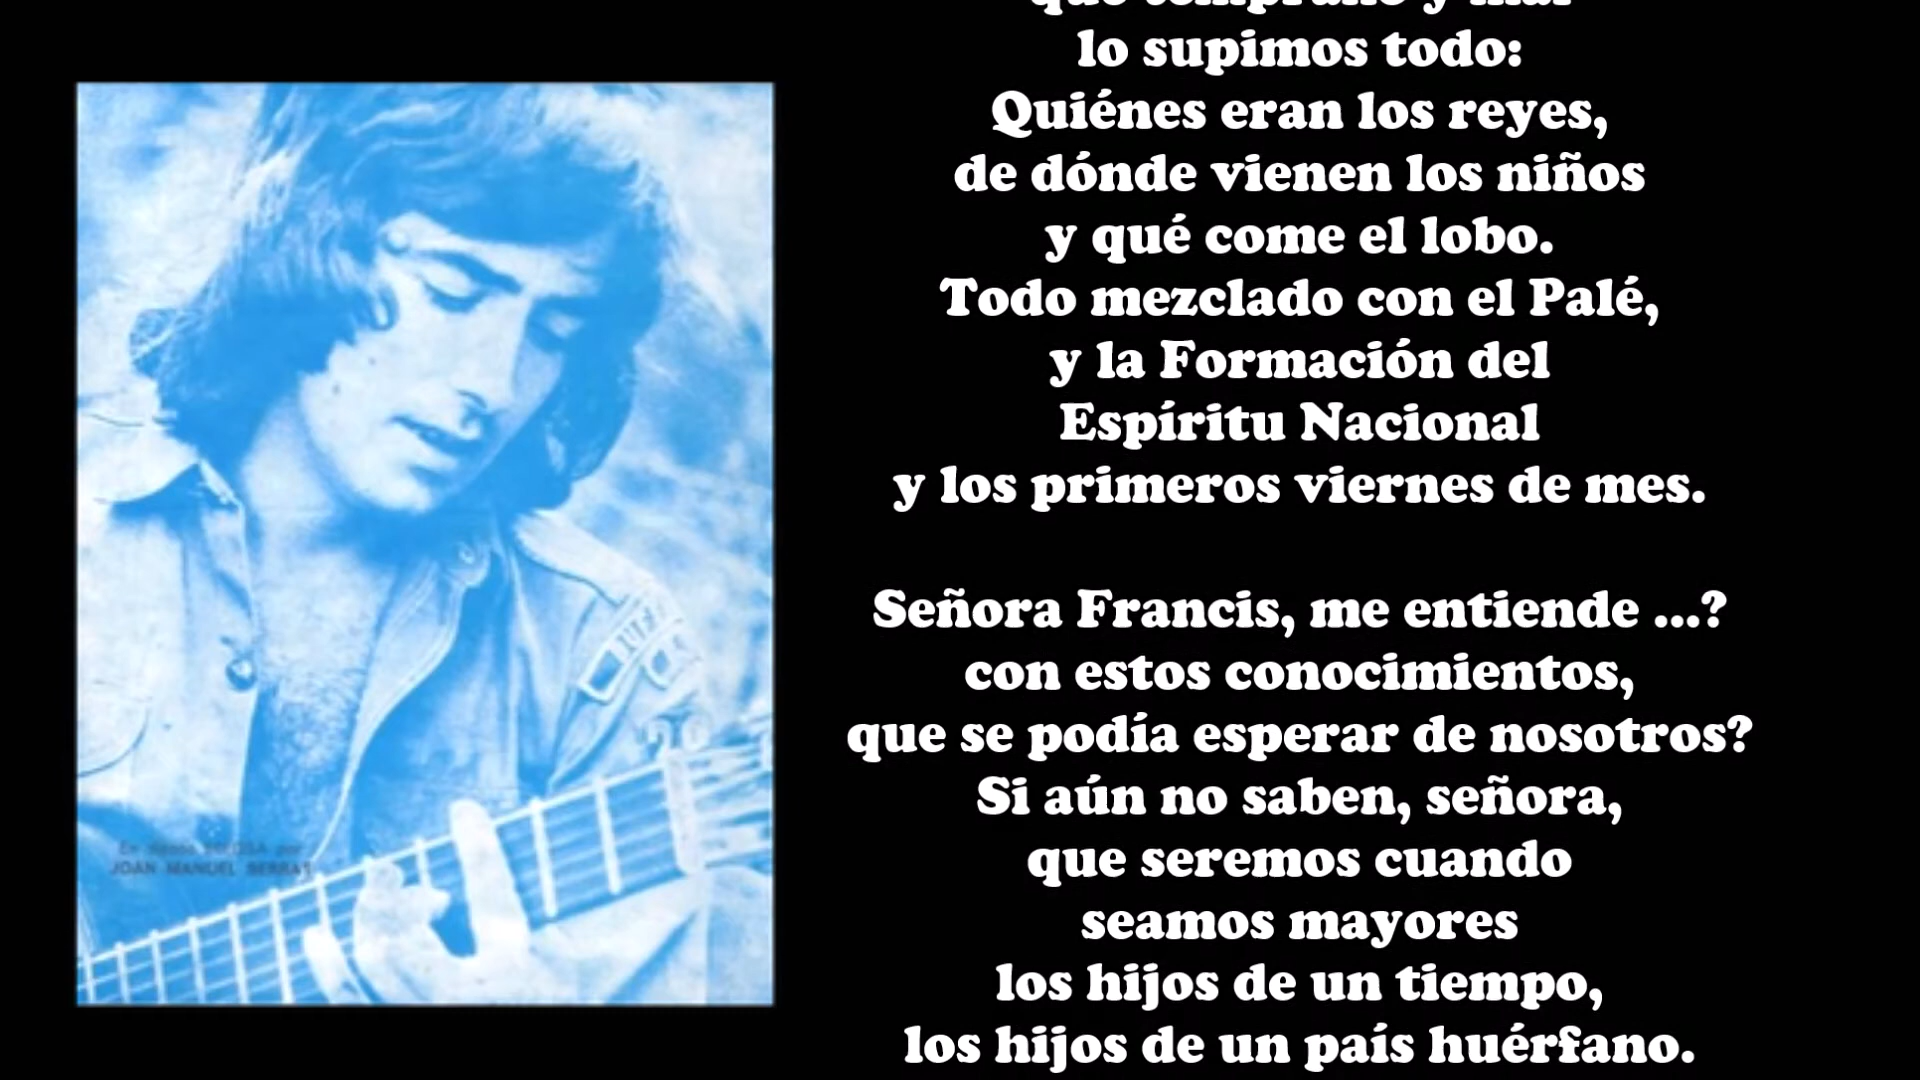 lo supimos todo:
Quiénes eran los reyes,
de dónde vienen los niños
y qué come el lobo.
Todo mezclado con el Palé,
y la Formación del
Espíritu Nacional
y los primeros viernes de mes.
Señora Francis, me entiende ...?
con estos conocimientos,
que se podía esperar de nosotros?
Si aún no saben, señora,
que seremos cuando
seamos mayores
los hijos de un tiempo,
los hijos de un país huérfano.
JOAN MANUEL SERRAT